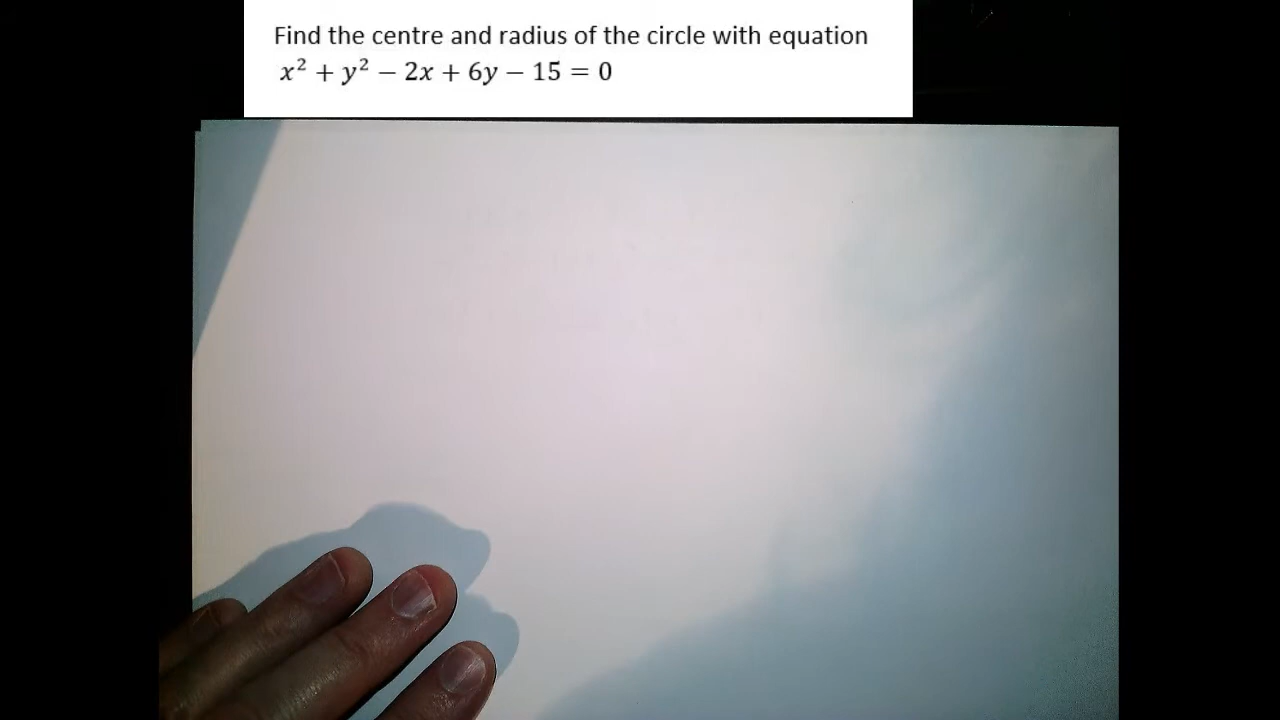 Find the centre and radius of the circle with equation
x² + y² − 2x + 6y − 15 = 0